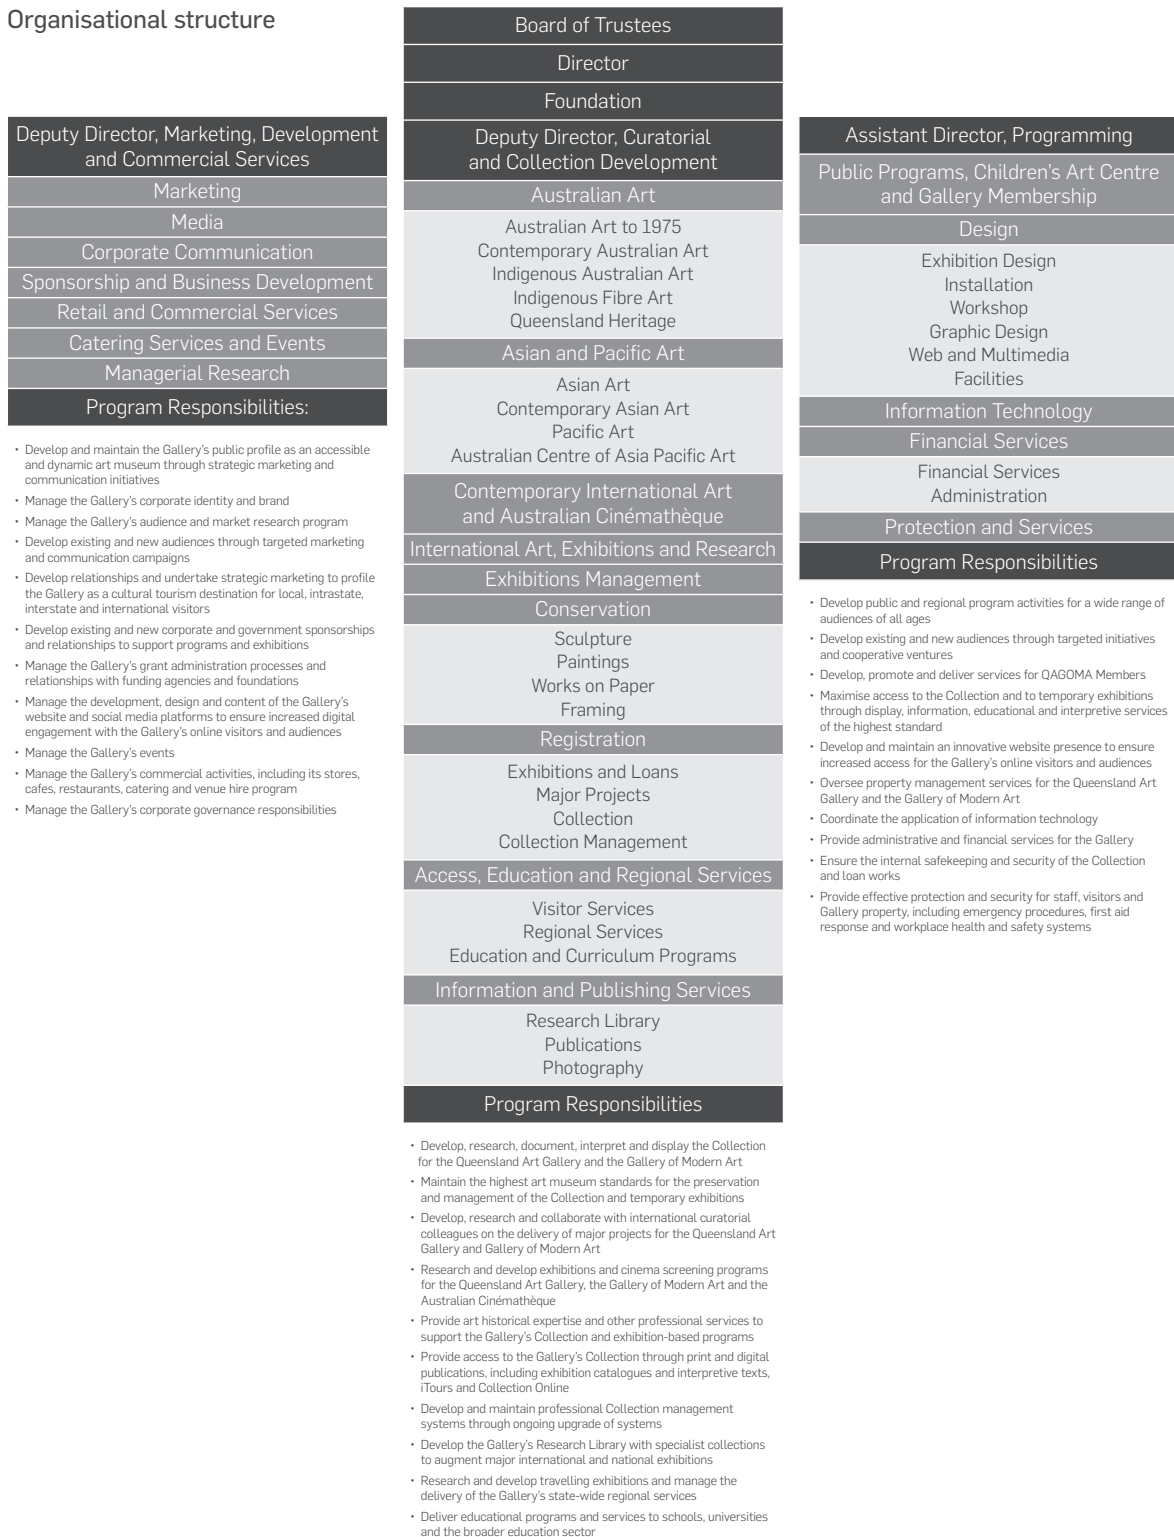 Organisational structure
Board of Trustees
Director
Foundation
Deputy Director, Marketing, Development
and Commercial Services
Marketing
Media
Corporate Communication
Sponsorship and Business Development
Retail and Commercial Services
Catering Services and Events
Managerial Research
Program Responsibilities:
• Develop and maintain the Gallery's public profile as an accessible
and dynamic art museum through strategic marketing and
communication initiatives
• Manage the Gallery's corporate identity and brand
• Manage the Gallery's audience and market research program
• Develop existing and new audiences through targeted marketing
and communication campaigns
• Develop relationships and undertake strategic marketing to profile
the Gallery as a cultural tourism destination for local, intrastate,
interstate and international visitors
• Develop existing and new corporate and government sponsorships
and relationships to support programs and exhibitions
• Manage the Gallery's grant administration processes and
relationships with funding agencies and foundations
• Manage the development, design and content of the Gallery's
website and social media platforms to ensure increased digital
engagement with the Gallery's online visitors and audiences
• Manage the Gallery's events
• Manage the Gallery's commercial activities, including its stores,
cafes, restaurants, catering and venue hire program
• Manage the Gallery's corporate governance responsibilities
Deputy Director, Curatorial
and Collection Development
Australian Art
Australian Art to 1975
Contemporary Australian Art
Indigenous Australian Art
Indigenous Fibre Art
Queensland Heritage
Asian and Pacific Art
Asian Art
Contemporary Asian Art
Pacific Art
Australian Centre of Asia Pacific Art
Contemporary International Art
and Australian Cinémathèque
International Art, Exhibitions and Research
Exhibitions Management
Conservation
Sculpture
Paintings
Works on Paper
Framing
Registration
Exhibitions and Loans
Major Projects
Collection
Collection Management
Access, Education and Regional Services
Visitor Services
Regional Services
Education and Curriculum Programs
Information and Publishing Services
Research Library
Publications
Photography
Program Responsibilities
• Develop, research, document, interpret and display the Collection
for the Queensland Art Gallery and the Gallery of Modern Art
• Maintain the highest art museum standards for the preservation
and management of the Collection and temporary exhibitions
• Develop, research and collaborate with international curatorial
colleagues on the delivery of major projects for the Queensland Art
Gallery and Gallery of Modern Art
• Research and develop exhibitions and cinema screening programs
for the Queensland Art Gallery, the Gallery of Modern Art and the
Australian Cinémathèque
• Provide art historical expertise and other professional services to
support the Gallery's Collection and exhibition-based programs
• Provide access to the Gallery's Collection through print and digital
publications, including exhibition catalogues and interpretive texts,
iTours and Collection Online
• Develop and maintain professional Collection management
systems through ongoing upgrade of systems
• Develop the Gallery's Research Library with specialist collections
to augment major international and national exhibitions
• Research and develop travelling exhibitions and manage the
delivery of the Gallery's state-wide regional services
• Deliver educational programs and services to schools, universities
and the broader education sector
Assistant Director, Programming
Public Programs, Children's Art Centre
and Gallery Membership
Design
Exhibition Design
Installation
Workshop
Graphic Design
Web and Multimedia
Facilities
Information Technology
Financial Services
Financial Services
Administration
Protection and Services
Program Responsibilities
• Develop public and regional program activities for a wide range of
audiences of all ages
• Develop existing and new audiences through targeted initiatives
and cooperative ventures
• Develop, promote and deliver services for QAGOMA Members
• Maximise access to the Collection and to temporary exhibitions
through display, information, educational and interpretive services
of the highest standard
• Develop and maintain an innovative website presence to ensure
increased access for the Gallery's online visitors and audiences
• Oversee property management services for the Queensland Art
Gallery and the Gallery of Modern Art
• Coordinate the application of information technology
• Provide administrative and financial services for the Gallery
• Ensure the internal safekeeping and security of the Collection
and loan works
• Provide effective protection and security for staff, visitors and
Gallery property, including emergency procedures, first aid
response and workplace health and safety systems